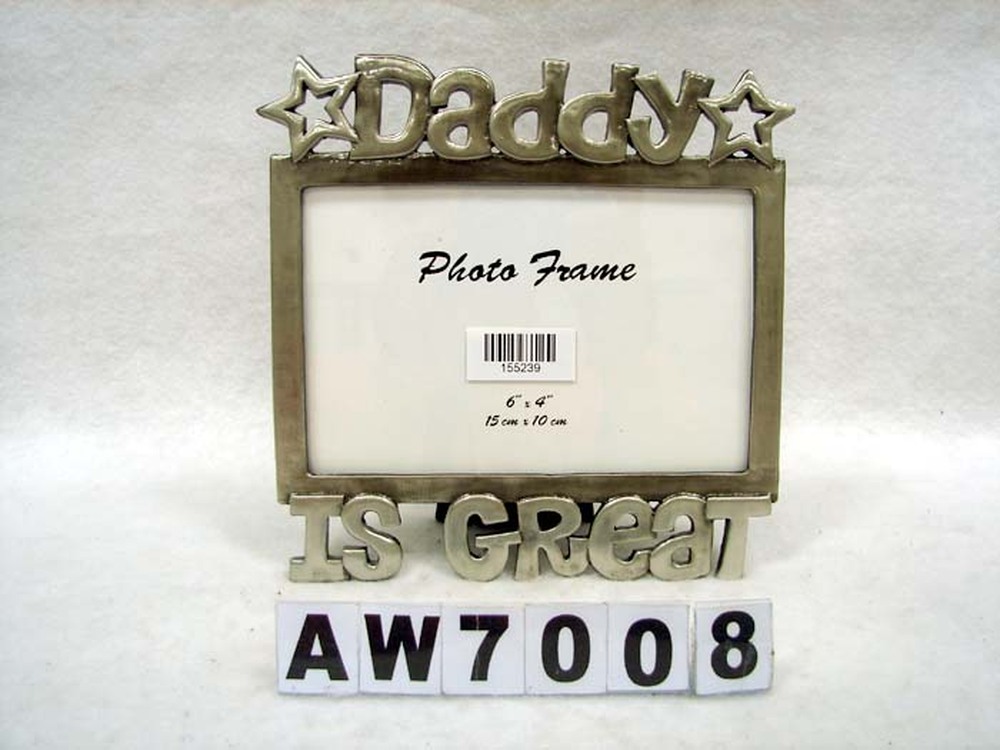 Daddy
Photo Frame
155239
6" x 4"
15 cm x 10 cm
IS GReaT
AW7008